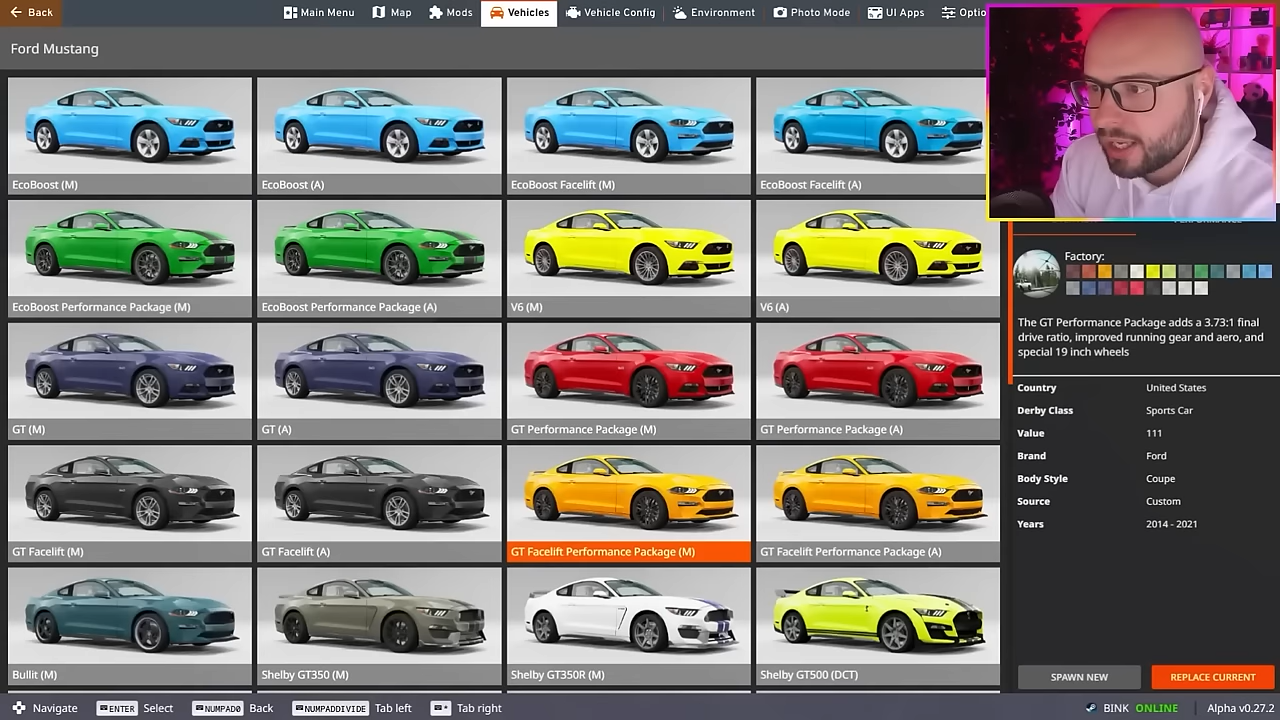 Back
Main Menu
Map
Mods
Vehicles
Vehicle Config
Environment
Photo Mode
UI Apps
Ford Mustang
EcoBoost (M)
EcoBoost (A)
EcoBoost Facelift (M)
EcoBoost Facelift (A)
EcoBoost Performance Package (M)
EcoBoost Performance Package (A)
V6 (M)
V6 (A)
GT (M)
GT (A)
GT Performance Package (M)
GT Performance Package (A)
GT Facelift (M)
GT Facelift (A)
GT Facelift Performance Package (M)
GT Facelift Performance Package (A)
Bullit (M)
Shelby GT350 (M)
Shelby GT350R (M)
Shelby GT500 (DCT)
Factory:
The GT Performance Package adds a 3.73:1 final
drive ratio, improved running gear and aero, and
special 19 inch wheels
Country United States
Derby Class Sports Car
Value 111
Brand Ford
Body Style Coupe
Source Custom
Years 2014 - 2021
SPAWN NEW
REPLACE CURRENT
Navigate
ENTER Select
NUMPAD0 Back
NUMPADDIVIDE Tab left
Tab right
BINK ONLINE
Alpha v0.27.2